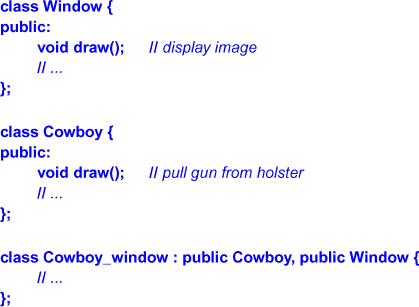 class Window {
public:
void draw(); // display image
// ...
};
class Cowboy {
public:
void draw(); // pull gun from holster
// ...
};
class Cowboy_window : public Cowboy, public Window {
// ...
};